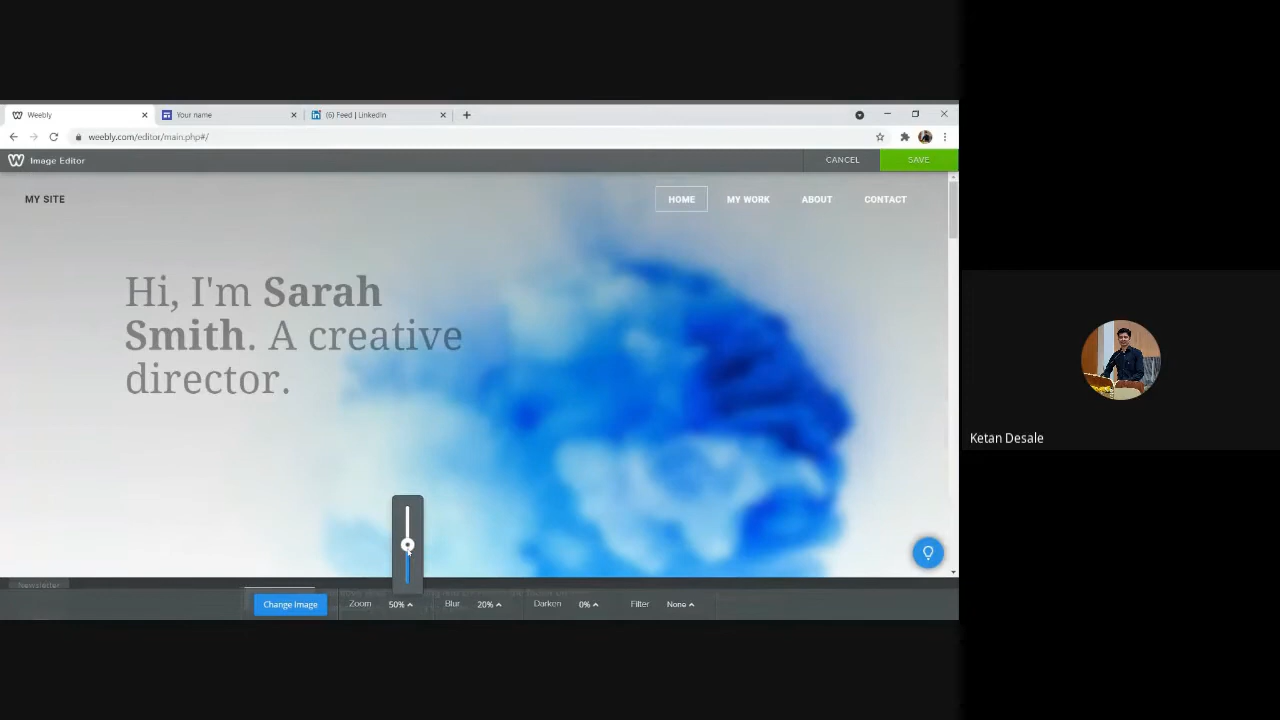 Weebly
Your name
(6) Feed | LinkedIn
weebly.com/editor/main.php#/
Image Editor
CANCEL
SAVE
MY SITE
HOME
MY WORK
ABOUT
CONTACT
Hi, I'm Sarah
Smith. A creative
director.
Ketan Desale
Newsletter
Change Image
Zoom
50%
Blur
20%
Darken
0%
Filter
None